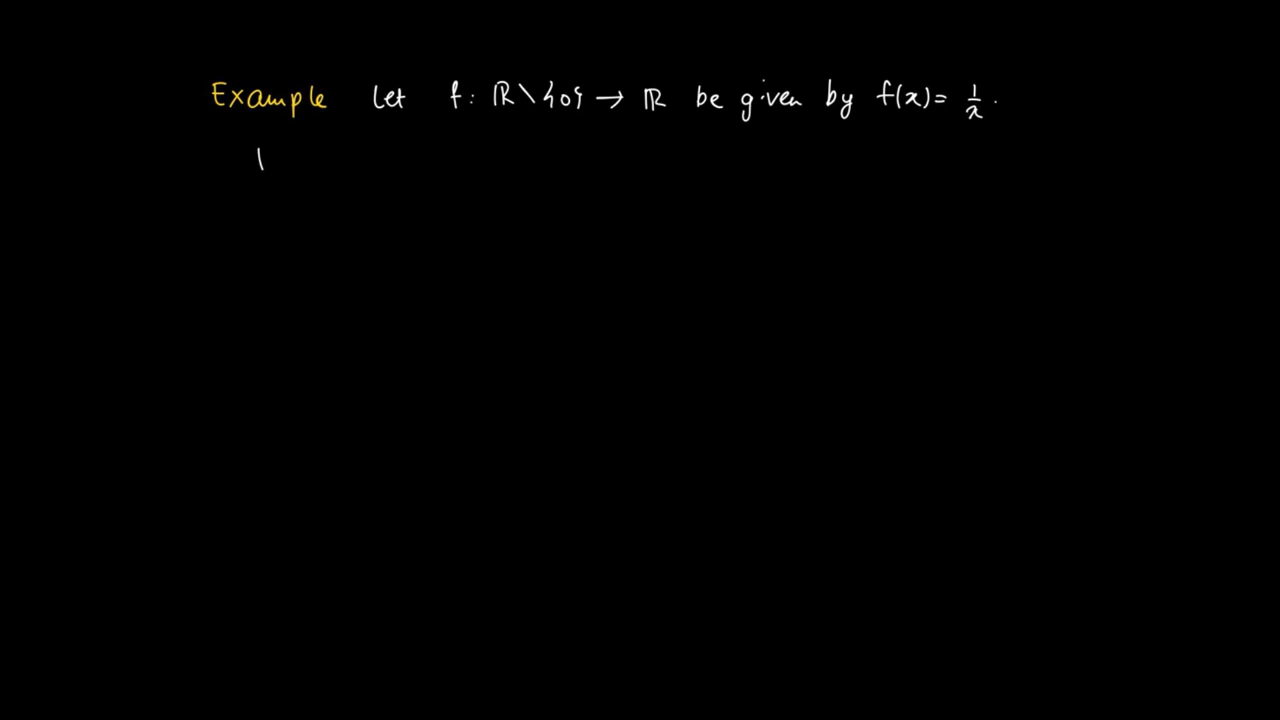 Example Let f: ℝ\{0} → ℝ be given by f(x)= 1/x.